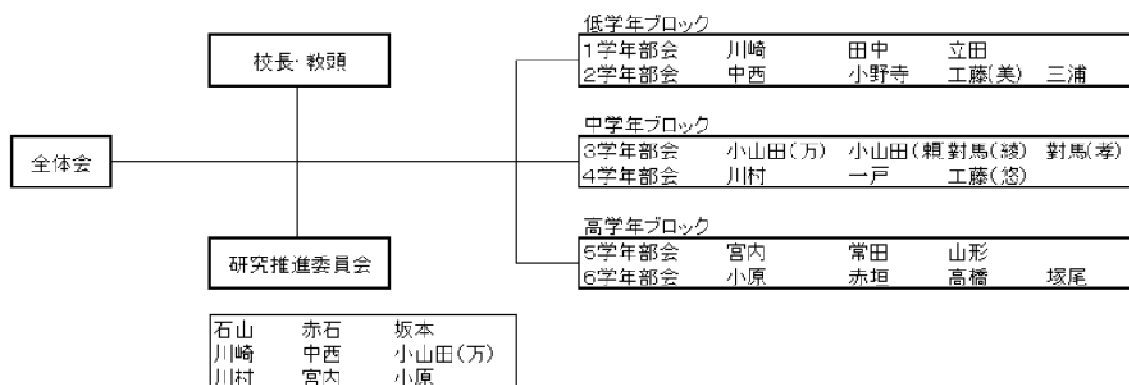 全体会
校長・教頭
研究推進委員会
石山 赤石 坂本
川崎 中西 小山田(万)
川村 宮内 小原
低学年ブロック
1学年部会 川崎 田中 立田
2学年部会 中西 小野寺 工藤(美) 三浦
中学年ブロック
3学年部会 小山田(万) 小山田(頼 對馬(綾) 對馬(孝)
4学年部会 川村 一戸 工藤(悠)
高学年ブロック
5学年部会 宮内 常田 山形
6学年部会 小原 赤垣 高橋 塚尾